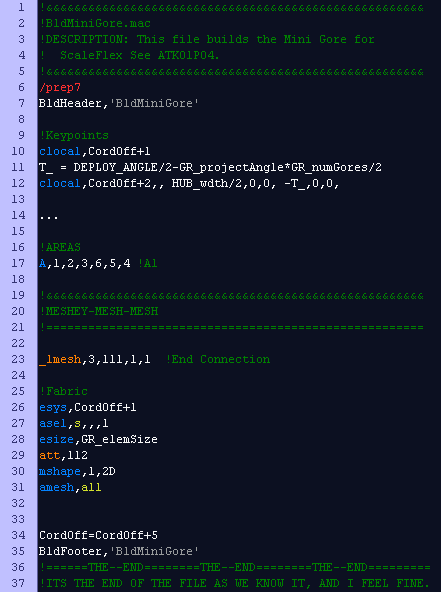 1 !&&&&&&&&&&&&&&&&&&&&&&&&&&&&&&&&&&&&&&&&&&&&&&&&&&&&&
2 !BldMiniGore.mac
3 !DESCRIPTION: This file builds the Mini Gore for
4 !  ScaleFlex See ATK01P04.
5 !&&&&&&&&&&&&&&&&&&&&&&&&&&&&&&&&&&&&&&&&&&&&&&&&&&&&&
6 /prep7
7 BldHeader,'BldMiniGore'
8
9 !Keypoints
10 clocal,CordOff+1
11 T_ = DEPLOY_ANGLE/2-GR_projectAngle*GR_numGores/2
12 clocal,CordOff+2,, HUB_wdth/2,0,0, -T_,0,0,
13
14 ...
15
16 !AREAS
17 A,1,2,3,6,5,4 !A1
18
19 !&&&&&&&&&&&&&&&&&&&&&&&&&&&&&&&&&&&&&&&&&&&&&&&&&&&&&
20 !MESHEY-MESH-MESH
21 !=====================================================
22
23 _lmesh,3,111,1,1  !End Connection
24
25 !Fabric
26 esys,CordOff+1
27 asel,s,,,1
28 esize,GR_elemSize
29 att,112
30 mshape,1,2D
31 amesh,all
32
33
34 CordOff=CordOff+5
35 BldFooter,'BldMiniGore'
36 !======THE--END========THE--END========THE--END=========
37 !ITS THE END OF THE FILE AS WE KNOW IT, AND I FEEL FINE.